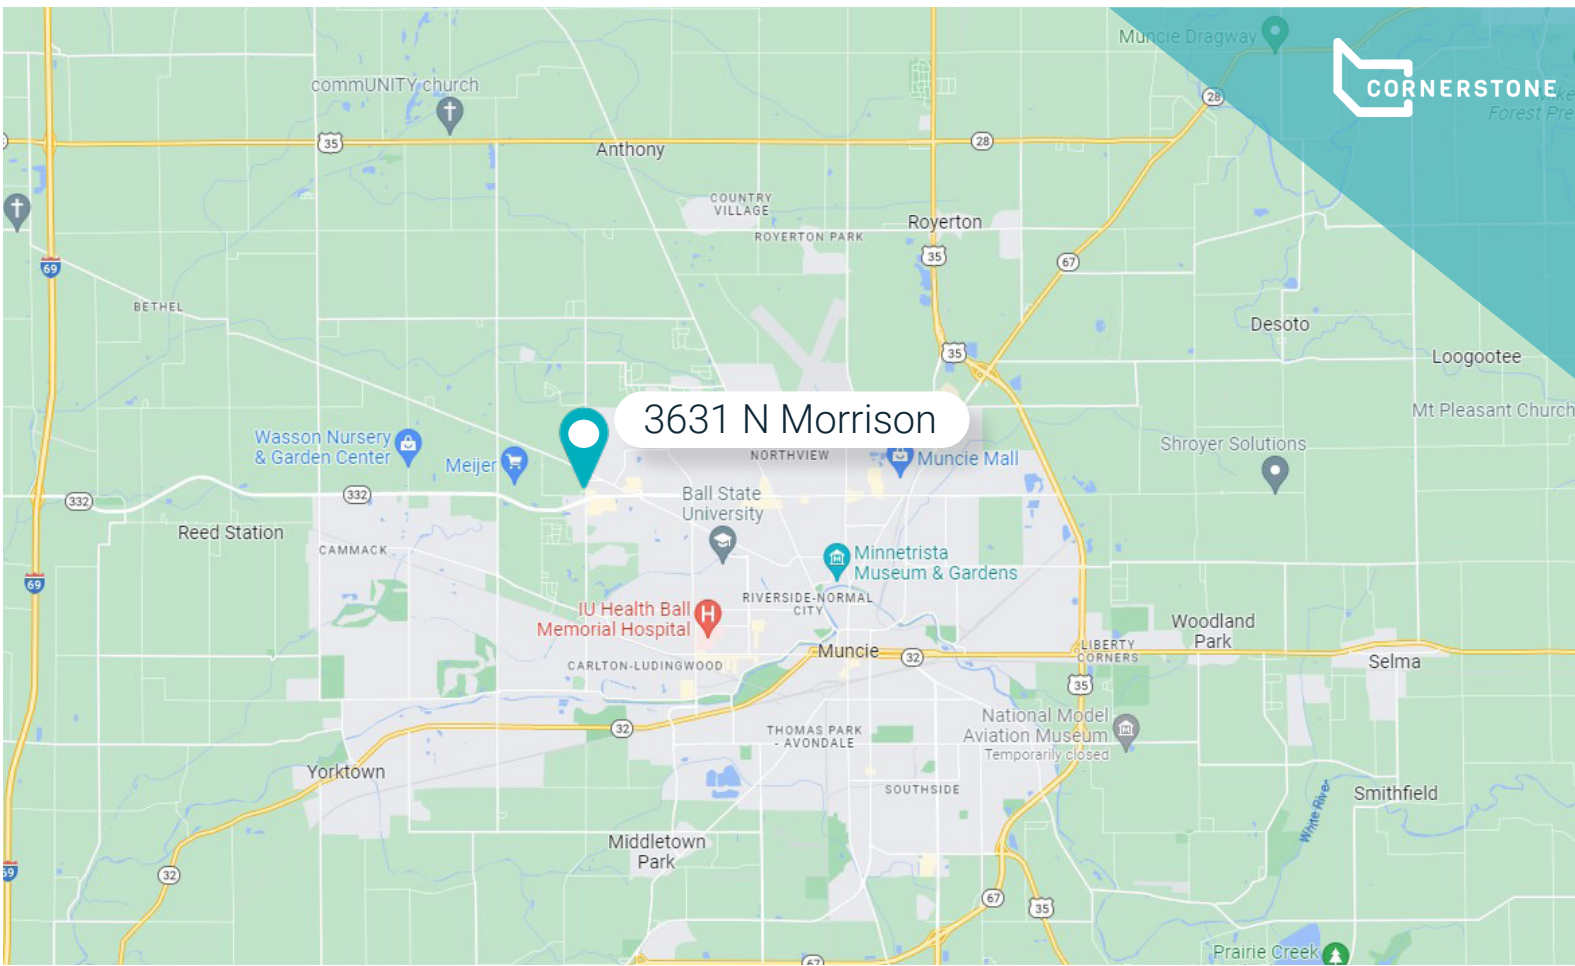 Muncie Dragway
CORNERSTONE
Forest Pre
commUNITY church
28
35
28
Anthony
COUNTRY
VILLAGE
Royerton
ROYERTON PARK
35
67
69
BETHEL
Desoto
35
Loogootee
3631 N Morrison
Mt Pleasant Church
Wasson Nursery
& Garden Center
Meijer
NORTHVIEW
Muncie Mall
Shroyer Solutions
332
332
Ball State
University
Reed Station
CAMMACK
Minnetrista
Museum & Gardens
69
RIVERSIDE-NORMAL
CITY
IU Health Ball
Memorial Hospital
Woodland
Park
Muncie
32
LIBERTY
CORNERS
Selma
CARLTON-LUDINGWOOD
35
32
THOMAS PARK
- AVONDALE
National Model
Aviation Museum
Temporarily closed
Yorktown
SOUTHSIDE
Smithfield
White River
Middletown
Park
69
32
67
35
Prairie Creek
67